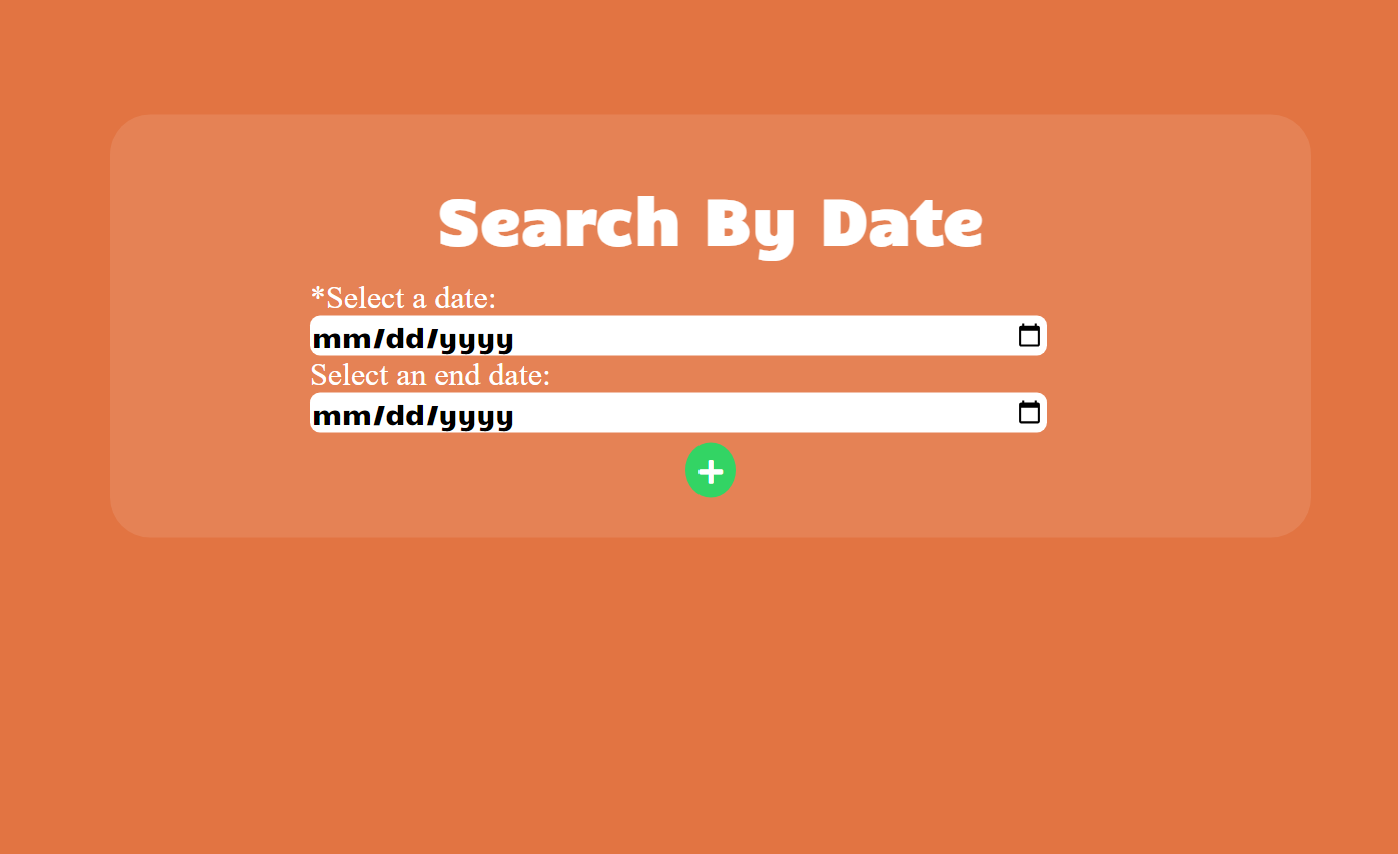 Search By Date
*Select a date:
mm/dd/yyyy
Select an end date:
mm/dd/yyyy
+